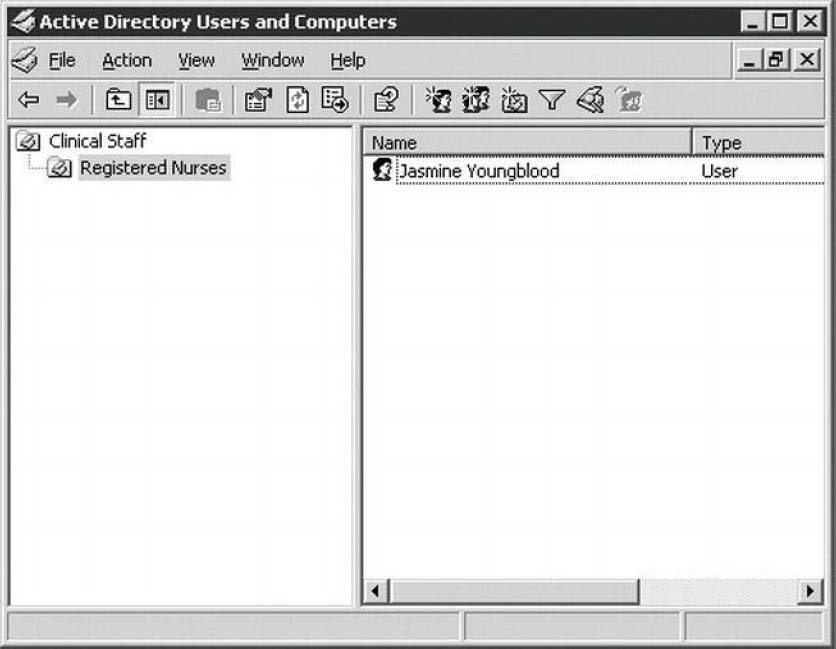 Active Directory Users and Computers
File Action View Window Help
Clinical Staff
Registered Nurses
Name Type
Jasmine Youngblood User